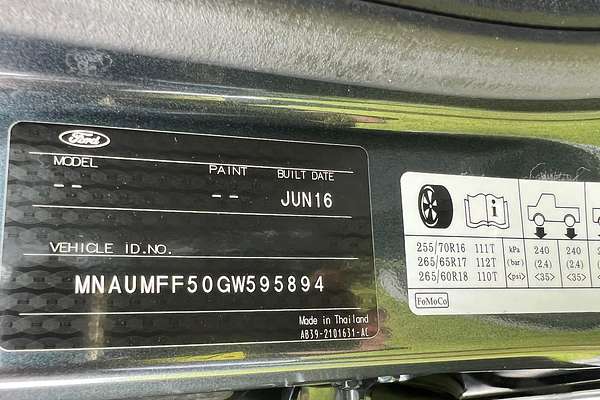 Ford
MODEL PAINT BUILT DATE
-- -- JUN16
VEHICLE ID.NO.
MNAUMFF50GW595894
Made in Thailand
AB39-2101631-AC
i
255/70R16 111T kPa 240 240
265/65R17 112T (bar) (2.4) (2.4)
265/60R18 110T <psi> <35> <35>
FoMoCo